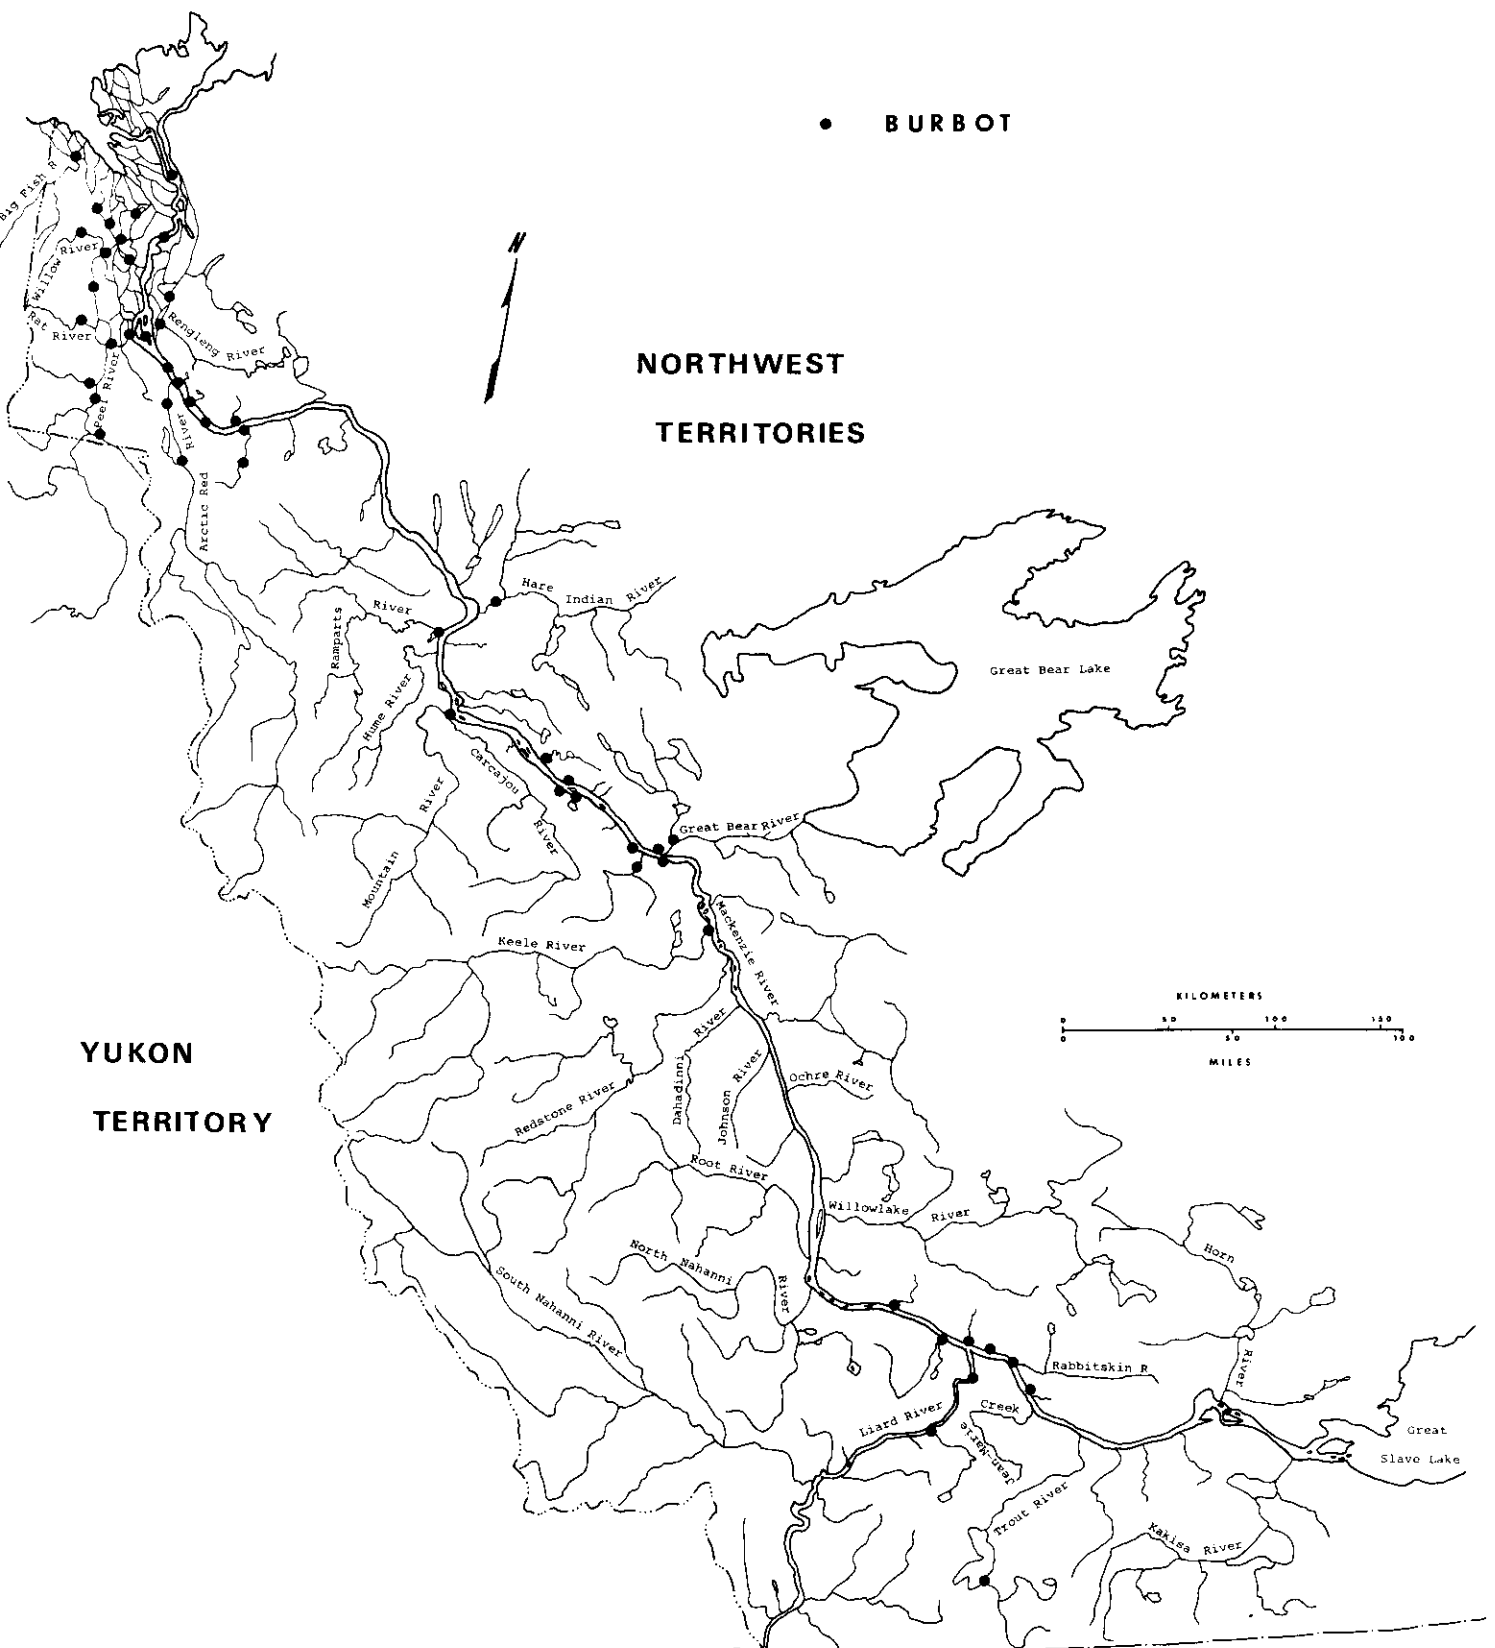 BURBOT
Big Fish R
N
Willow River
Rat River
Rengleng River
Peel River
NORTHWEST
TERRITORIES
Arctic Red River
Hare Indian River
Ramparts River
Great Bear Lake
Hume River
Carcajou River
Mountain River
Great Bear River
Mackenzie River
Keele River
KILOMETERS
0 50 100 150
0 50 100
MILES
YUKON
TERRITORY
Dahadinni River
Johnson River
Ochre River
Redstone River
Root River
Willowlake River
Horn River
North Nahanni River
South Nahanni River
Rabbitskin R
Liard River
Jean-Marie Creek
Great
Slave Lake
Trout River
Kakisa River